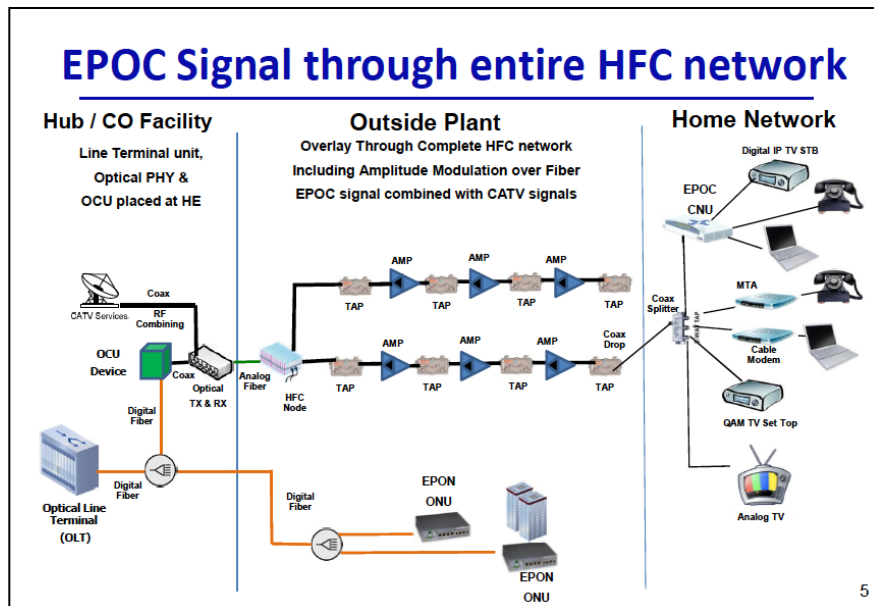 EPOC Signal through entire HFC network
Hub / CO Facility
Line Terminal unit,
Optical PHY &
OCU placed at HE
Outside Plant
Overlay Through Complete HFC network
Including Amplitude Modulation over Fiber
EPOC signal combined with CATV signals
Home Network
Digital IP TV STB
EPOC
CNU
AMP
AMP
AMP
TAP
TAP
TAP
TAP
Coax
CATV Services
RF
Combining
OCU
Device
Coax
Optical
TX & RX
Analog
Fiber
HFC
Node
AMP
AMP
AMP
Coax
Drop
TAP
TAP
TAP
TAP
Coax
Splitter
MTA
Cable
Modem
QAM TV Set Top
Analog TV
Digital
Fiber
Optical Line
Terminal
(OLT)
Digital
Fiber
Digital
Fiber
EPON
ONU
EPON
ONU
5